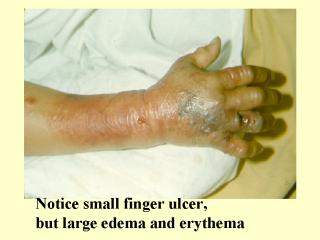 Notice small finger ulcer,
but large edema and erythema